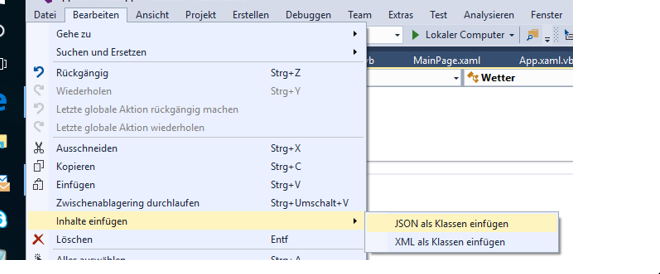 Datei Bearbeiten Ansicht Projekt Erstellen Debuggen Team Extras Test Analysieren Fenster
Gehe zu
Lokaler Computer
Suchen und Ersetzen
vb MainPage.xaml App.xaml.vb
Rückgängig Strg+Z
Wetter
Wiederholen Strg+Y
Letzte globale Aktion rückgängig machen
Letzte globale Aktion wiederholen
Ausschneiden Strg+X
Kopieren Strg+C
Einfügen Strg+V
Zwischenablagering durchlaufen Strg+Umschalt+V
Inhalte einfügen
JSON als Klassen einfügen
Löschen Entf
XML als Klassen einfügen
Alles auswählen Strg+A